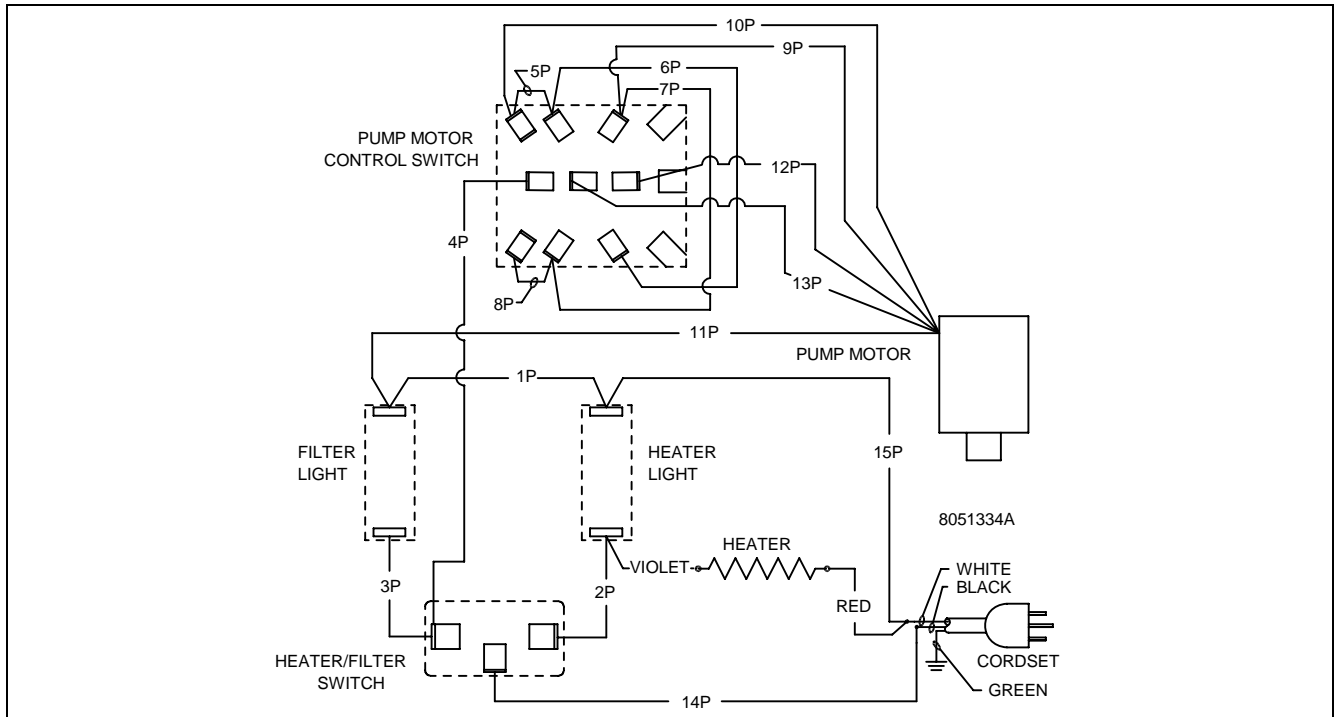 10P
9P
5P
6P
7P
PUMP MOTOR
CONTROL SWITCH
12P
4P
13P
8P
11P
PUMP MOTOR
1P
FILTER
LIGHT
HEATER
LIGHT
15P
8051334A
HEATER
VIOLET
WHITE
BLACK
3P
2P
RED
CORDSET
HEATER/FILTER
SWITCH
GREEN
14P